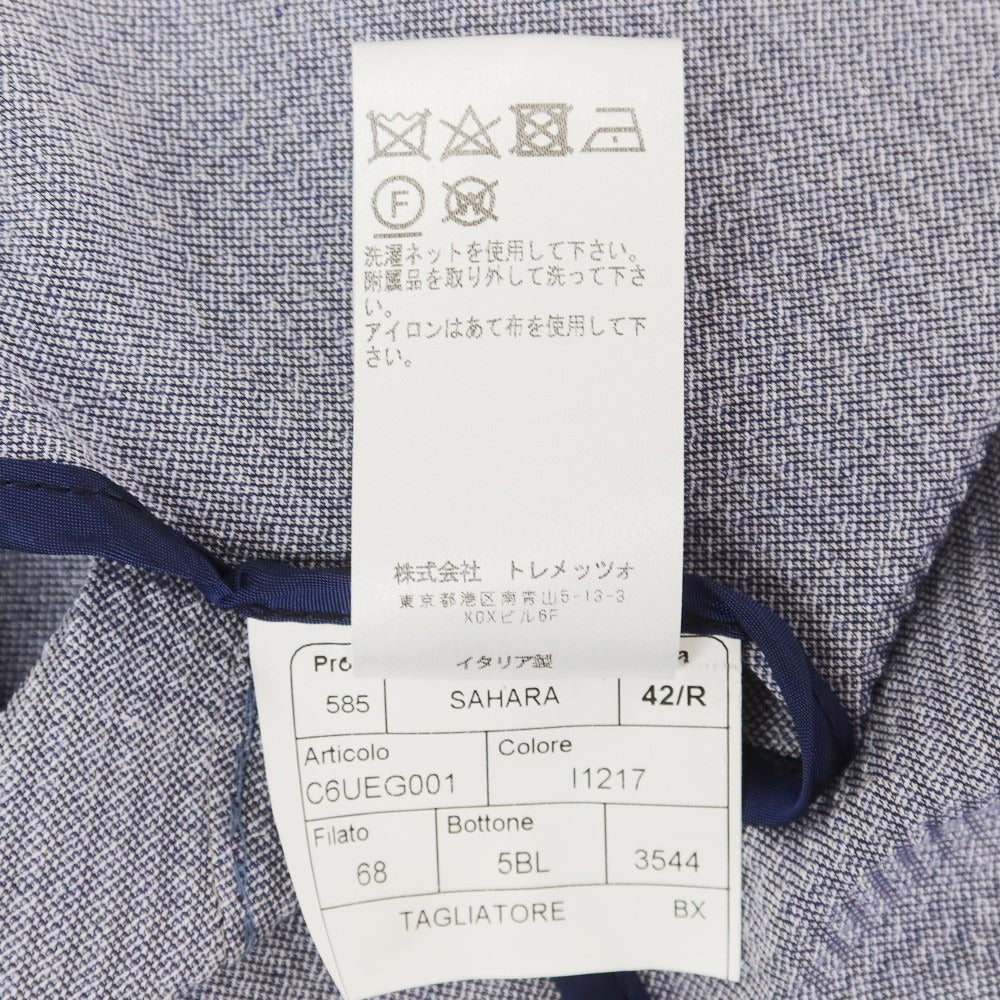 F
W
洗濯ネットを使用して下さい。
附属品を取り外して洗って下さ
い。
アイロンはあて布を使用して下
さい。
株式会社 トレメッツォ
東京都港区南青山5-13-3
KDXビル6F
イタリア製
585 SAHARA 42/R
Articolo Colore
C6UEG001 I1217
Filato Bottone
68 5BL 3544
TAGLIATORE BX